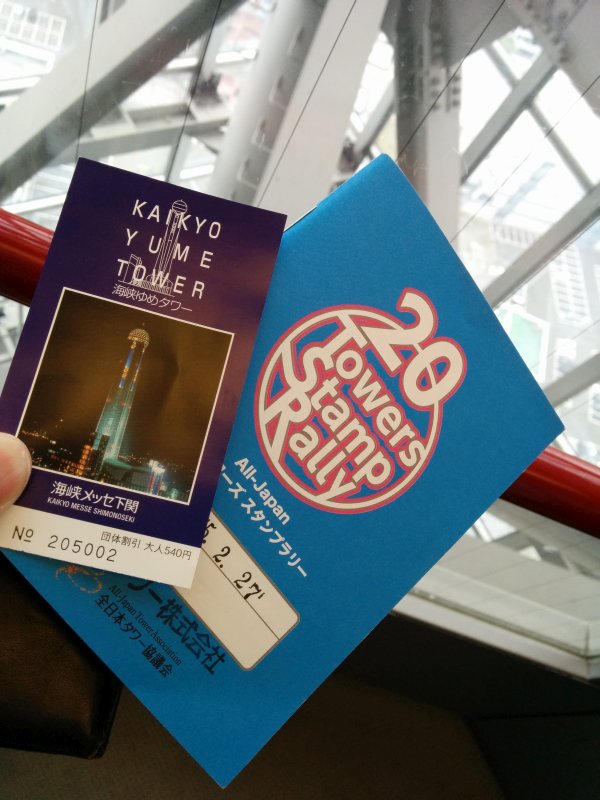 KAIKYO
YUME
TOWER
海峡ゆめタワー
海峡メッセ下関
KAIKYO MESSE SHIMONOSEKI
団体割引 大人540円
No 205002
20
Towers
Stamp
Rally
All-Japan
ーズ スタンプラリー
5. 2. 27
ワー株式会社
All-Japan TowerAssociation
全日本タワー協議会